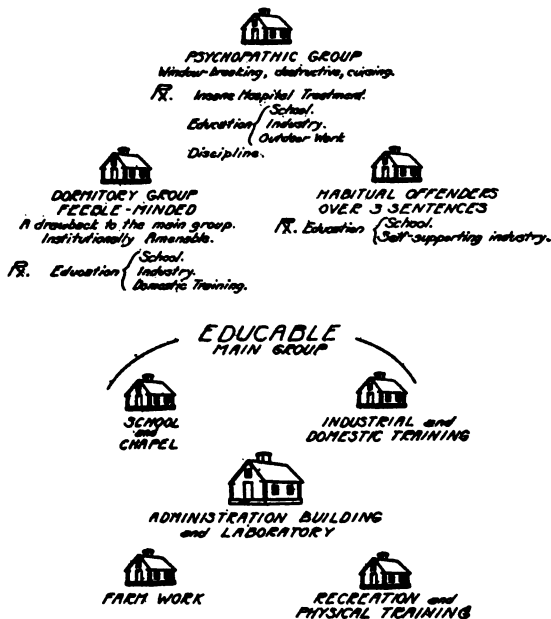 PSYCHOPATHIC GROUP
Window breaking, destructive, cursing.
℞. Insane Hospital Treatment.
Education { School.
Industry.
Outdoor Work
Discipline.
DORMITORY GROUP
FEEBLE-MINDED
A drawback to the main group.
Institutionally Amenable.
℞. Education { School.
Industry.
Domestic Training.
HABITUAL OFFENDERS
OVER 3 SENTENCES
℞. Education { School.
Self-supporting industry.
EDUCABLE
MAIN GROUP
SCHOOL
and
CHAPEL
INDUSTRIAL and
DOMESTIC TRAINING
ADMINISTRATION BUILDING
and LABORATORY
FARM WORK
RECREATION and
PHYSICAL TRAINING